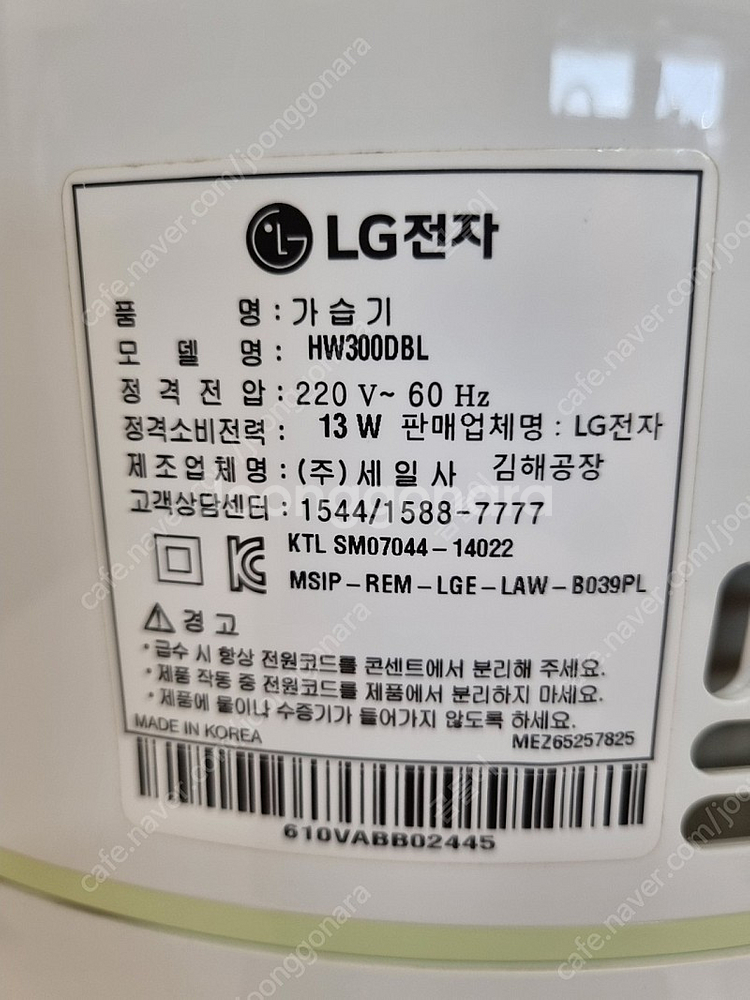 LG전자
품 명 : 가습기
모 델 명 : HW300DBL
정 격 전 압 : 220 V~ 60 Hz
정격소비전력 : 13 W 판매업체명 : LG전자
제조업체명 : (주) 세일사 김해공장
고객상담센터 : 1544/1588-7777
KTL SM07044-14022
MSIP-REM-LGE-LAW-B039PL
경 고
• 급수 시 항상 전원코드를 콘센트에서 분리해 주세요.
• 제품 작동 중 전원코드를 제품에서 분리하지 마세요.
• 제품에 물이나 수증기가 들어가지 않도록 하세요.
MADE IN KOREA MEZ65257825
610VABB02445
joonggonara
cafe.naver.com/joonggonara